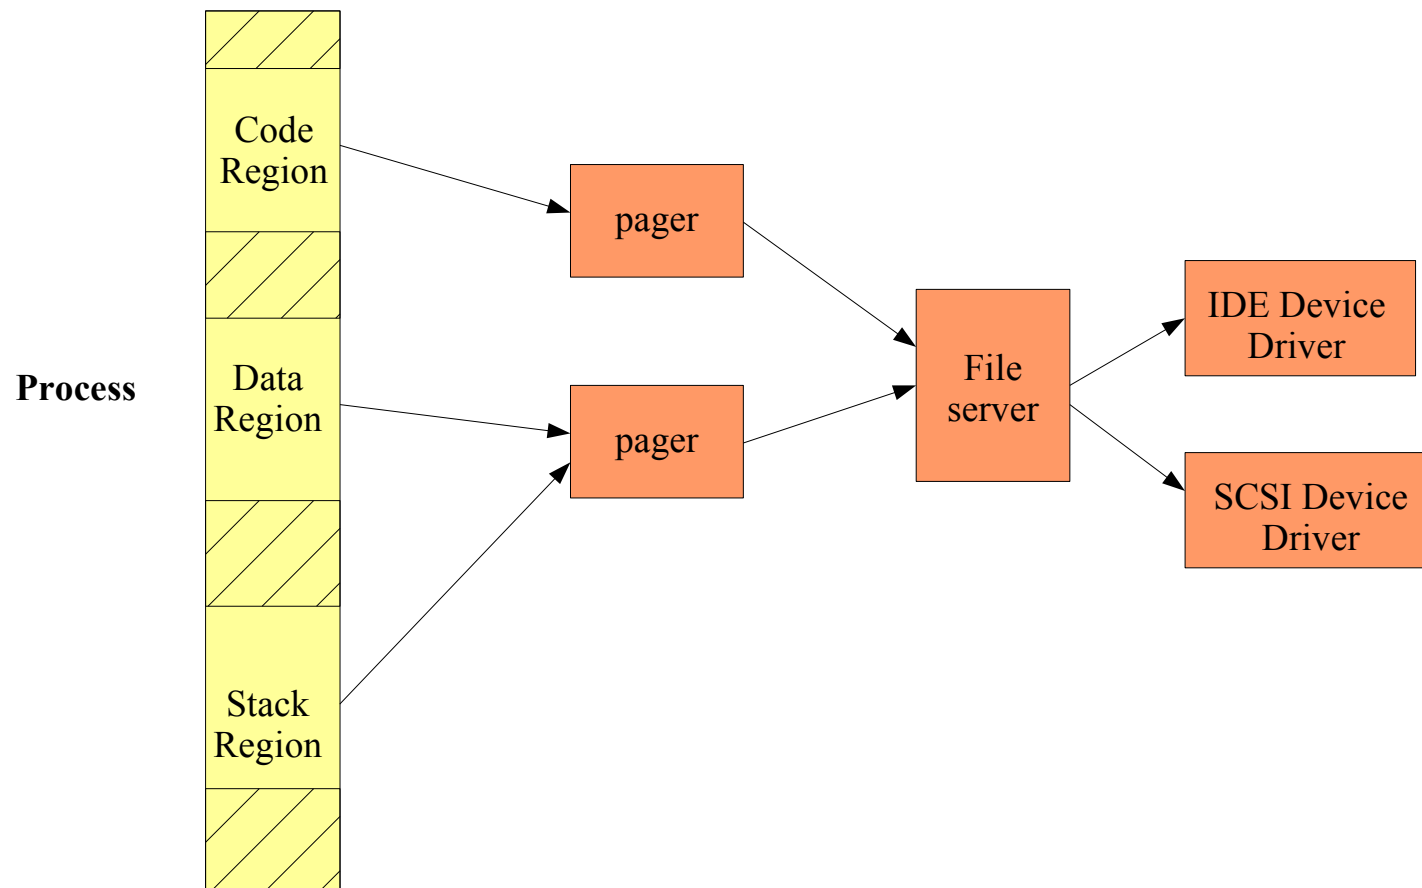 Code
Region
pager
IDE Device
Driver
File
server
Process
Data
Region
pager
SCSI Device
Driver
Stack
Region